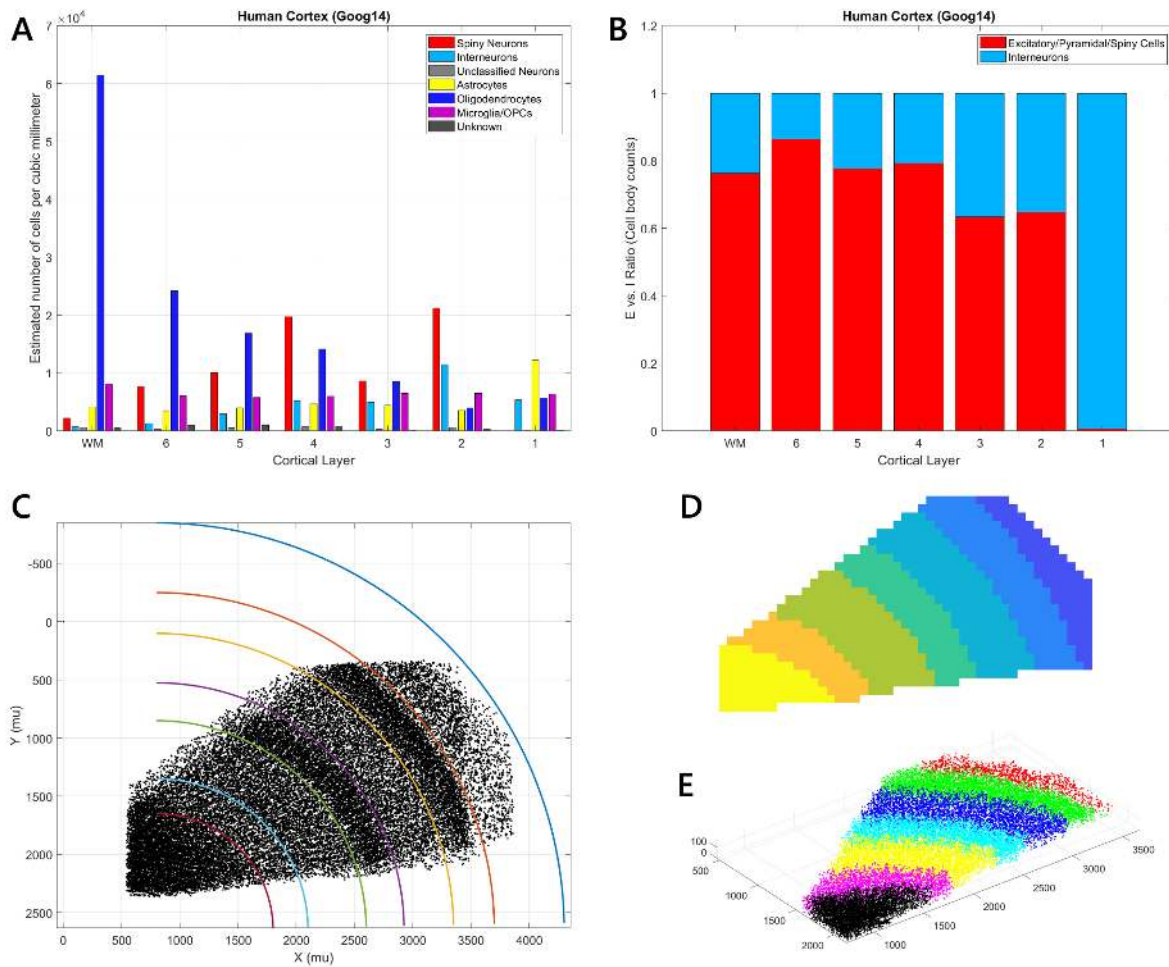 A
Human Cortex (Goog14)
×10⁴
Estimated number of cells per cubic millimeter
7
6
5
4
3
2
1
0
Spiny Neurons
Interneurons
Unclassified Neurons
Astrocytes
Oligodendrocytes
Microglia/OPCs
Unknown
WM 6 5 4 3 2 1
Cortical Layer
B
Human Cortex (Goog14)
E vs. I Ratio (Cell body counts)
1.2
1
0.8
0.6
0.4
0.2
0
Excitatory/Pyramidal/Spiny Cells
Interneurons
WM 6 5 4 3 2 1
Cortical Layer
C
Y (mu)
-500
0
500
1000
1500
2000
2500
0 500 1000 1500 2000 2500 3000 3500 4000
X (mu)
D
E
100
0
500
1000
1500
2000
1000
1500
2000
2500
3000
3500